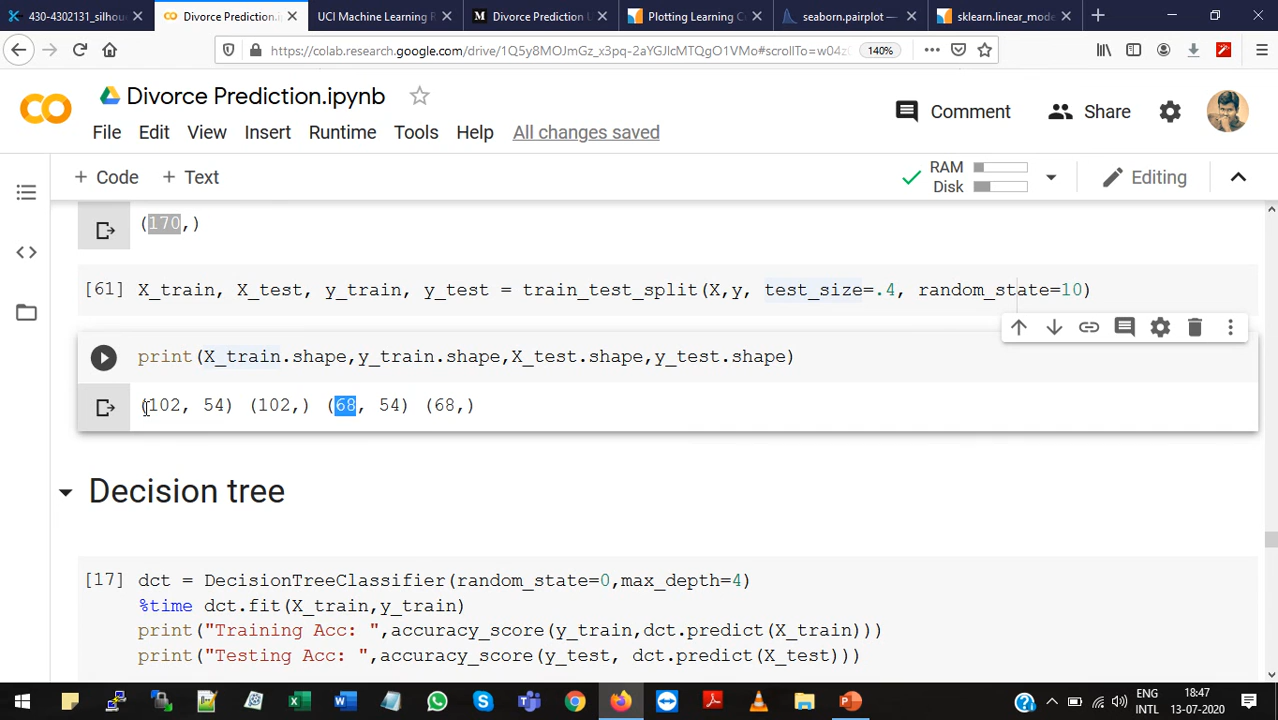 430-4302131_silhoue
Divorce Prediction.ipynb
UCI Machine Learning R
Divorce Prediction U
Plotting Learning C
seaborn.pairplot —
sklearn.linear_mode
https://colab.research.google.com/drive/1Q5y8MOJmGz_x3pq-2aYGJIcMTQgO1VMo#scrollTo=w04z
140%
Divorce Prediction.ipynb
Comment
Share
File Edit View Insert Runtime Tools Help All changes saved
+ Code + Text
RAM
Disk
Editing
(170,)
[61] X_train, X_test, y_train, y_test = train_test_split(X,y, test_size=.4, random_state=10)
print(X_train.shape,y_train.shape,X_test.shape,y_test.shape)
(102, 54) (102,) (68, 54) (68,)
Decision tree
[17] dct = DecisionTreeClassifier(random_state=0,max_depth=4)
%time dct.fit(X_train,y_train)
print("Training Acc: ",accuracy_score(y_train,dct.predict(X_train)))
print("Testing Acc: ",accuracy_score(y_test, dct.predict(X_test)))
ENG
INTL
18:47
13-07-2020